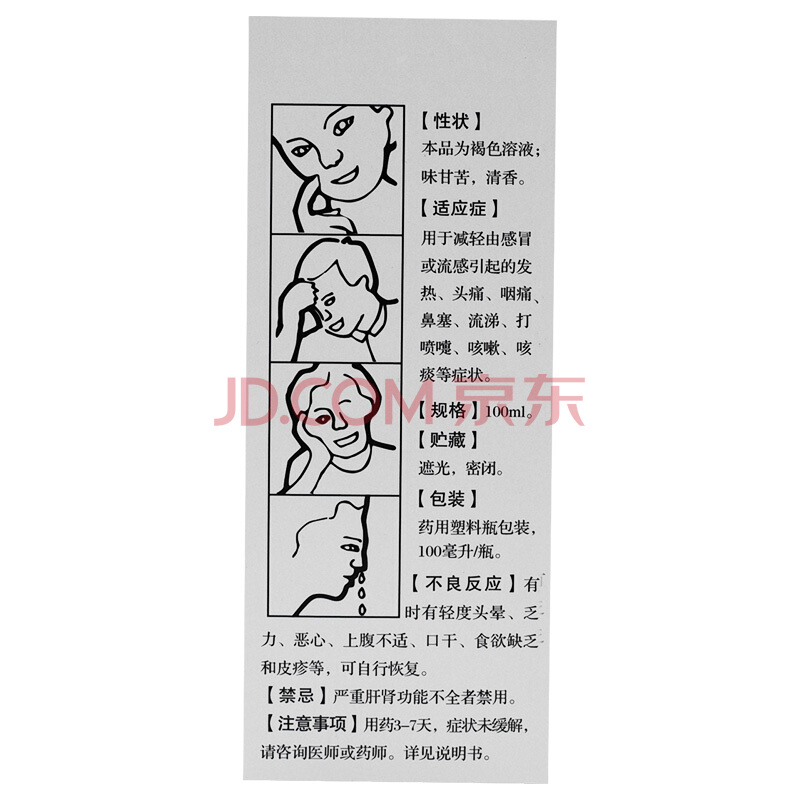 【性状】
本品为褐色溶液；
味甘苦，清香。
【适应症】
用于减轻由感冒
或流感引起的发
热、头痛、咽痛、
鼻塞、流涕、打
喷嚏、咳嗽、咳
痰等症状。
JD.COM 京东
【规格】100ml。
【贮藏】
遮光，密闭。
【包装】
药用塑料瓶包装，
100毫升/瓶。
【不良反应】有
时有轻度头晕、乏
力、恶心、上腹不适、口干、食欲缺乏
和皮疹等，可自行恢复。
【禁忌】严重肝肾功能不全者禁用。
【注意事项】用药3–7天，症状未缓解，
请咨询医师或药师。详见说明书。